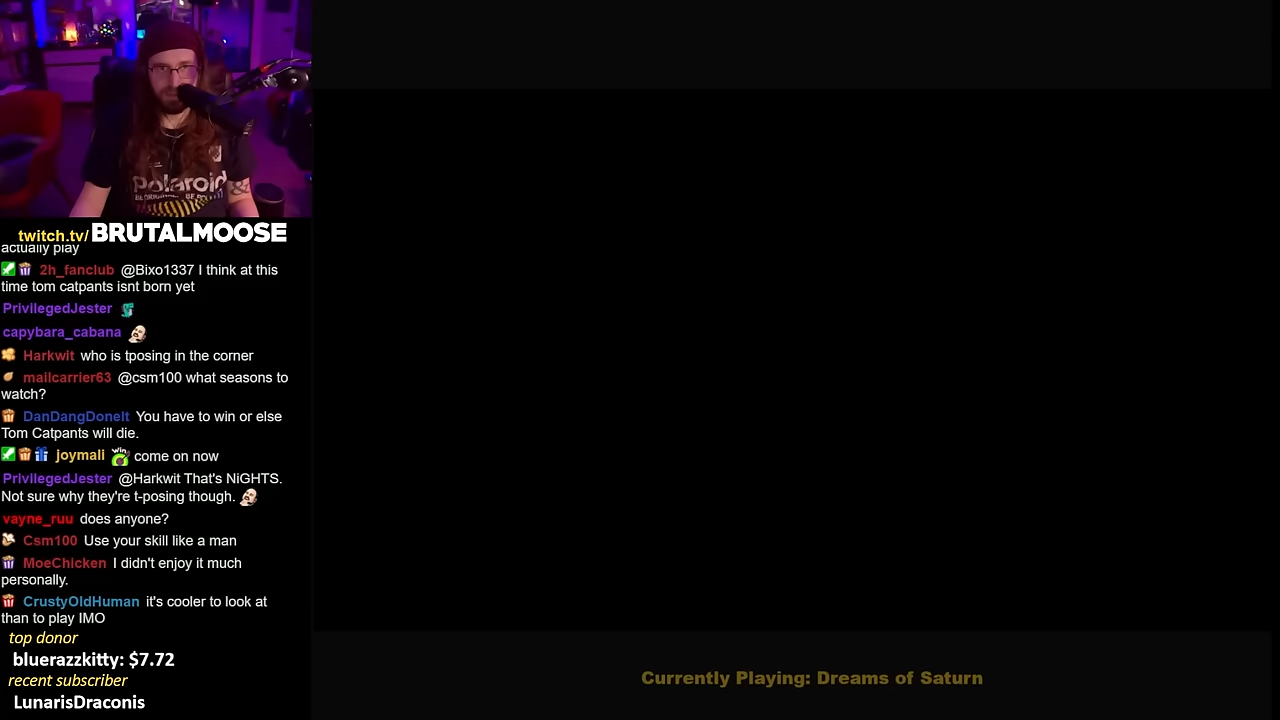 Polaroid
twitch.tv/BRUTALMOOSE
actually play
2h_fanclub @Bixo1337 I think at this
time tom catpants isnt born yet
PrivilegedJester
capybara_cabana
Harkwit who is tposing in the corner
mailcarrier63 @csm100 what seasons to
watch?
DanDangDoneIt You have to win or else
Tom Catpants will die.
joymali come on now
PrivilegedJester @Harkwit That's NiGHTS.
Not sure why they're t-posing though.
vayne_ruu does anyone?
Csm100 Use your skill like a man
MoeChicken I didn't enjoy it much
personally.
CrustyOldHuman it's cooler to look at
than to play IMO
top donor
bluerazzkitty: $7.72
recent subscriber
LunarisDraconis
Currently Playing: Dreams of Saturn